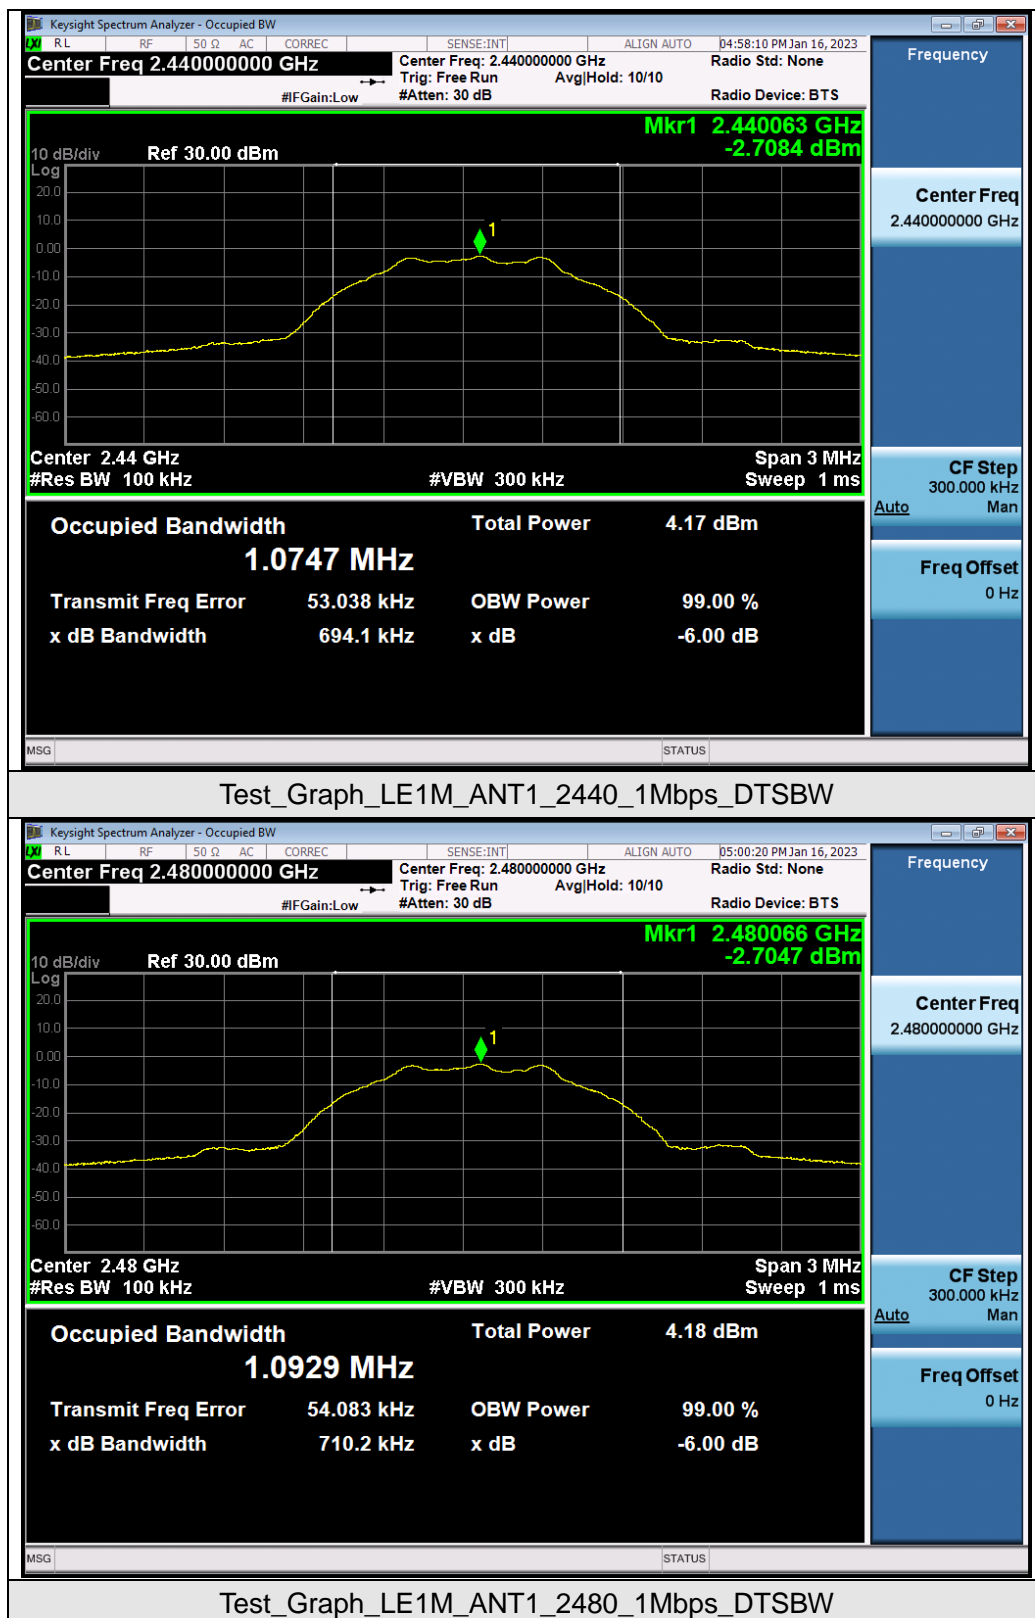 Keysight Spectrum Analyzer - Occupied BW
LXI RL RF 50 Ω AC CORREC SENSE:INT ALIGN AUTO 04:58:10 PM Jan 16, 2023
Center Freq 2.440000000 GHz Center Freq: 2.440000000 GHz Radio Std: None Frequency
Trig: Free Run Avg|Hold: 10/10
#IFGain:Low #Atten: 30 dB Radio Device: BTS
Mkr1 2.440063 GHz
10 dB/div Ref 30.00 dBm -2.7084 dBm
Log
20.0
10.0
0.00
-10.0
-20.0
-30.0
-40.0
-50.0
-60.0
1
Center Freq
2.440000000 GHz
Center 2.44 GHz Span 3 MHz
#Res BW 100 kHz #VBW 300 kHz Sweep 1 ms
CF Step
300.000 kHz
Auto Man
Occupied Bandwidth Total Power 4.17 dBm
1.0747 MHz
Freq Offset
0 Hz
Transmit Freq Error 53.038 kHz OBW Power 99.00 %
x dB Bandwidth 694.1 kHz x dB -6.00 dB
MSG STATUS
Test_Graph_LE1M_ANT1_2440_1Mbps_DTSBW
Keysight Spectrum Analyzer - Occupied BW
LXI RL RF 50 Ω AC CORREC SENSE:INT ALIGN AUTO 05:00:20 PM Jan 16, 2023
Center Freq 2.480000000 GHz Center Freq: 2.480000000 GHz Radio Std: None Frequency
Trig: Free Run Avg|Hold: 10/10
#IFGain:Low #Atten: 30 dB Radio Device: BTS
Mkr1 2.480066 GHz
10 dB/div Ref 30.00 dBm -2.7047 dBm
Log
20.0
10.0
0.00
-10.0
-20.0
-30.0
-40.0
-50.0
-60.0
1
Center Freq
2.480000000 GHz
Center 2.48 GHz Span 3 MHz
#Res BW 100 kHz #VBW 300 kHz Sweep 1 ms
CF Step
300.000 kHz
Auto Man
Occupied Bandwidth Total Power 4.18 dBm
1.0929 MHz
Freq Offset
0 Hz
Transmit Freq Error 54.083 kHz OBW Power 99.00 %
x dB Bandwidth 710.2 kHz x dB -6.00 dB
MSG STATUS
Test_Graph_LE1M_ANT1_2480_1Mbps_DTSBW